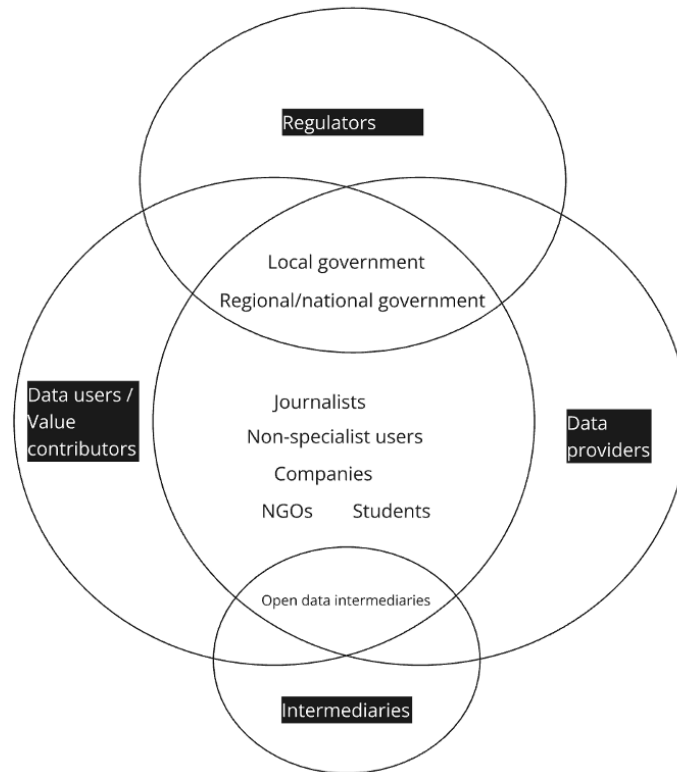 Regulators
Local government
Regional/national government
Data users /
Value
contributors
Journalists
Non-specialist users
Companies
NGOs Students
Data
providers
Open data intermediaries
Intermediaries